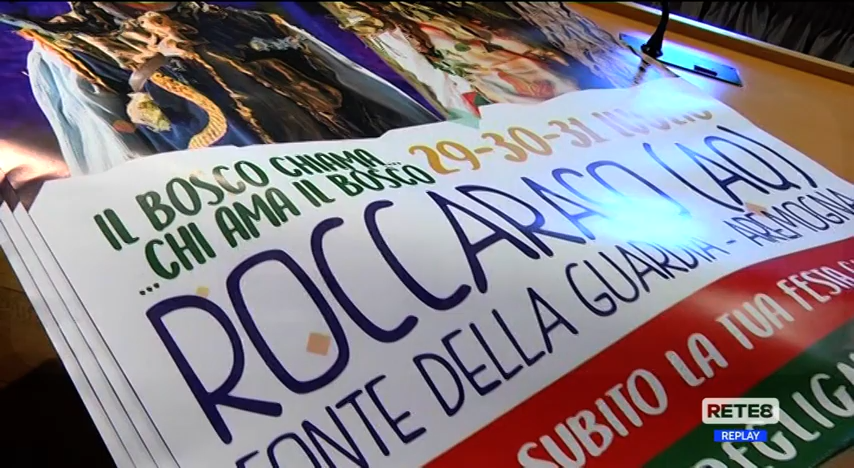 IL BOSCO CHIAMA...
...CHI AMA IL BOSCO
29-30-31 LUGLIO
ROCCARASO (AQ)
FONTE DELLA GUARDIA - AREMOGNA
SUBITO LA TUA FESTA
RETE8
REPLAY